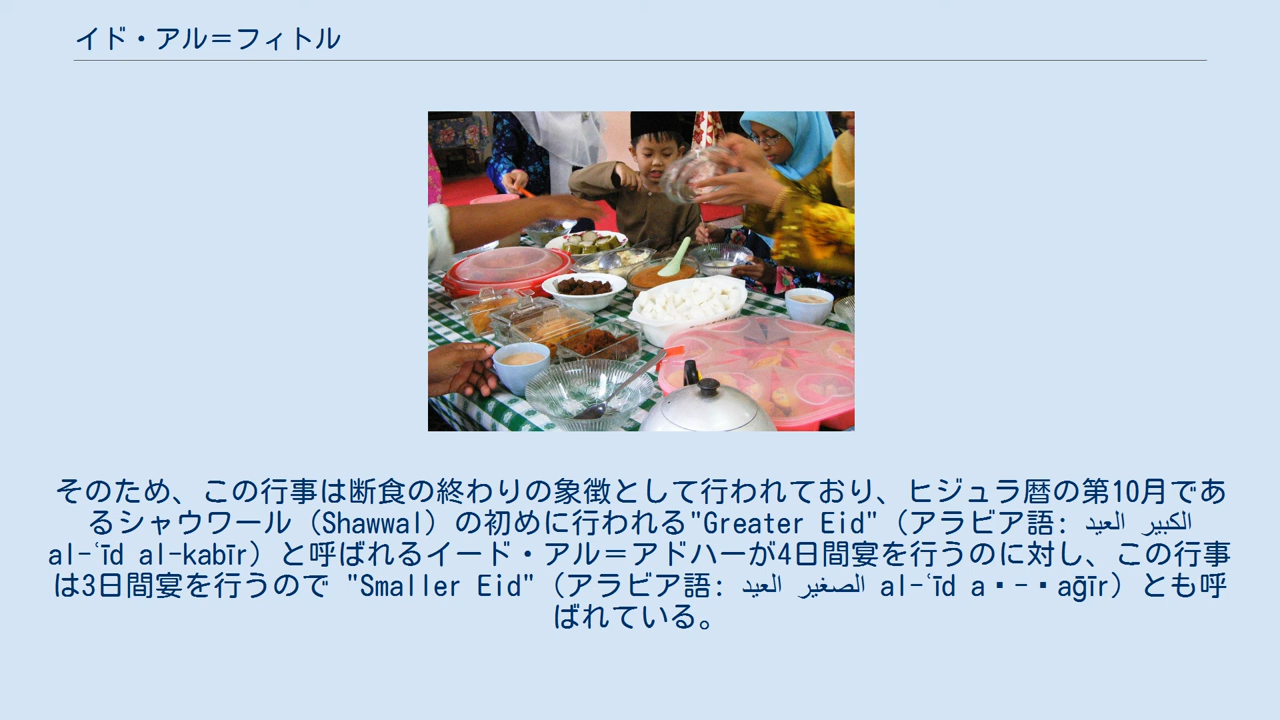 イド・アル＝フィトル
そのため、この行事は断食の終わりの象徴として行われており、ヒジュラ暦の第10月であ
るシャウワール（Shawwal）の初めに行われる"Greater Eid"（アラビア語: الكبير العيد
al-ʿīd al-kabīr）と呼ばれるイード・アル＝アドハーが4日間宴を行うのに対し、この行事
は3日間宴を行うので "Smaller Eid"（アラビア語: الصغير العيد al-ʿīd a▪-▪aḡīr）とも呼
ばれている。